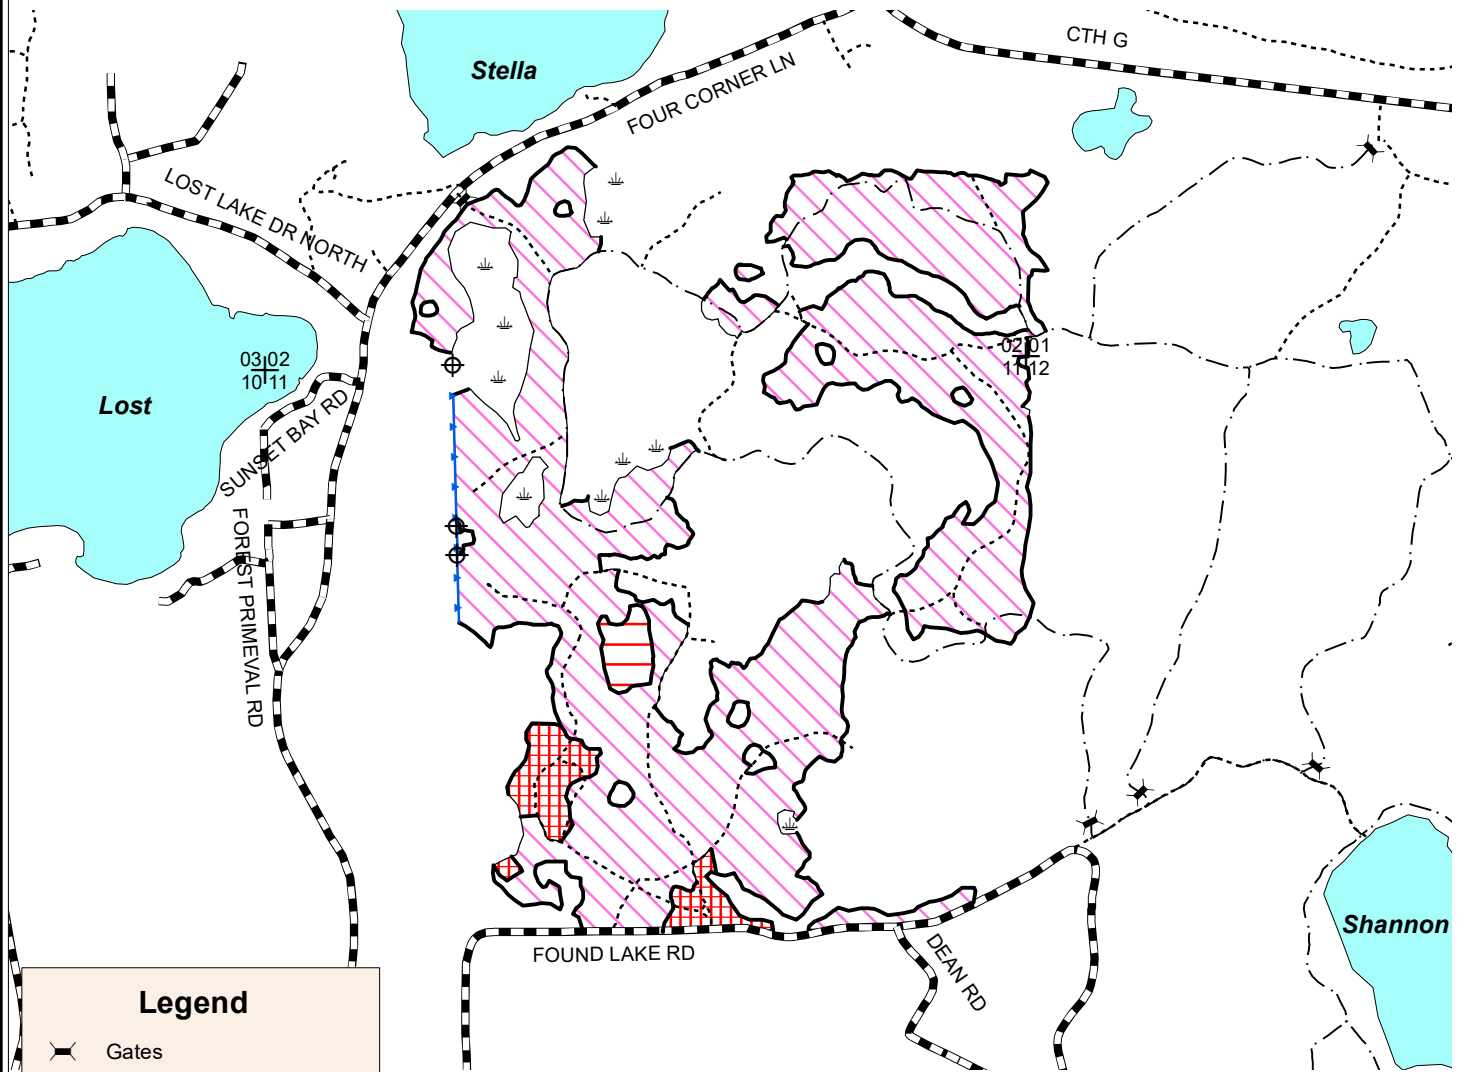 CTH G
Stella
FOUR CORNER LN
LOST LAKE DR NORTH
03 02
10 11
02 01
11 12
Lost
SUNSET BAY RD
FOREST PRIMEVAL RD
Shannon
FOUND LAKE RD
DEAN RD
Legend
Gates